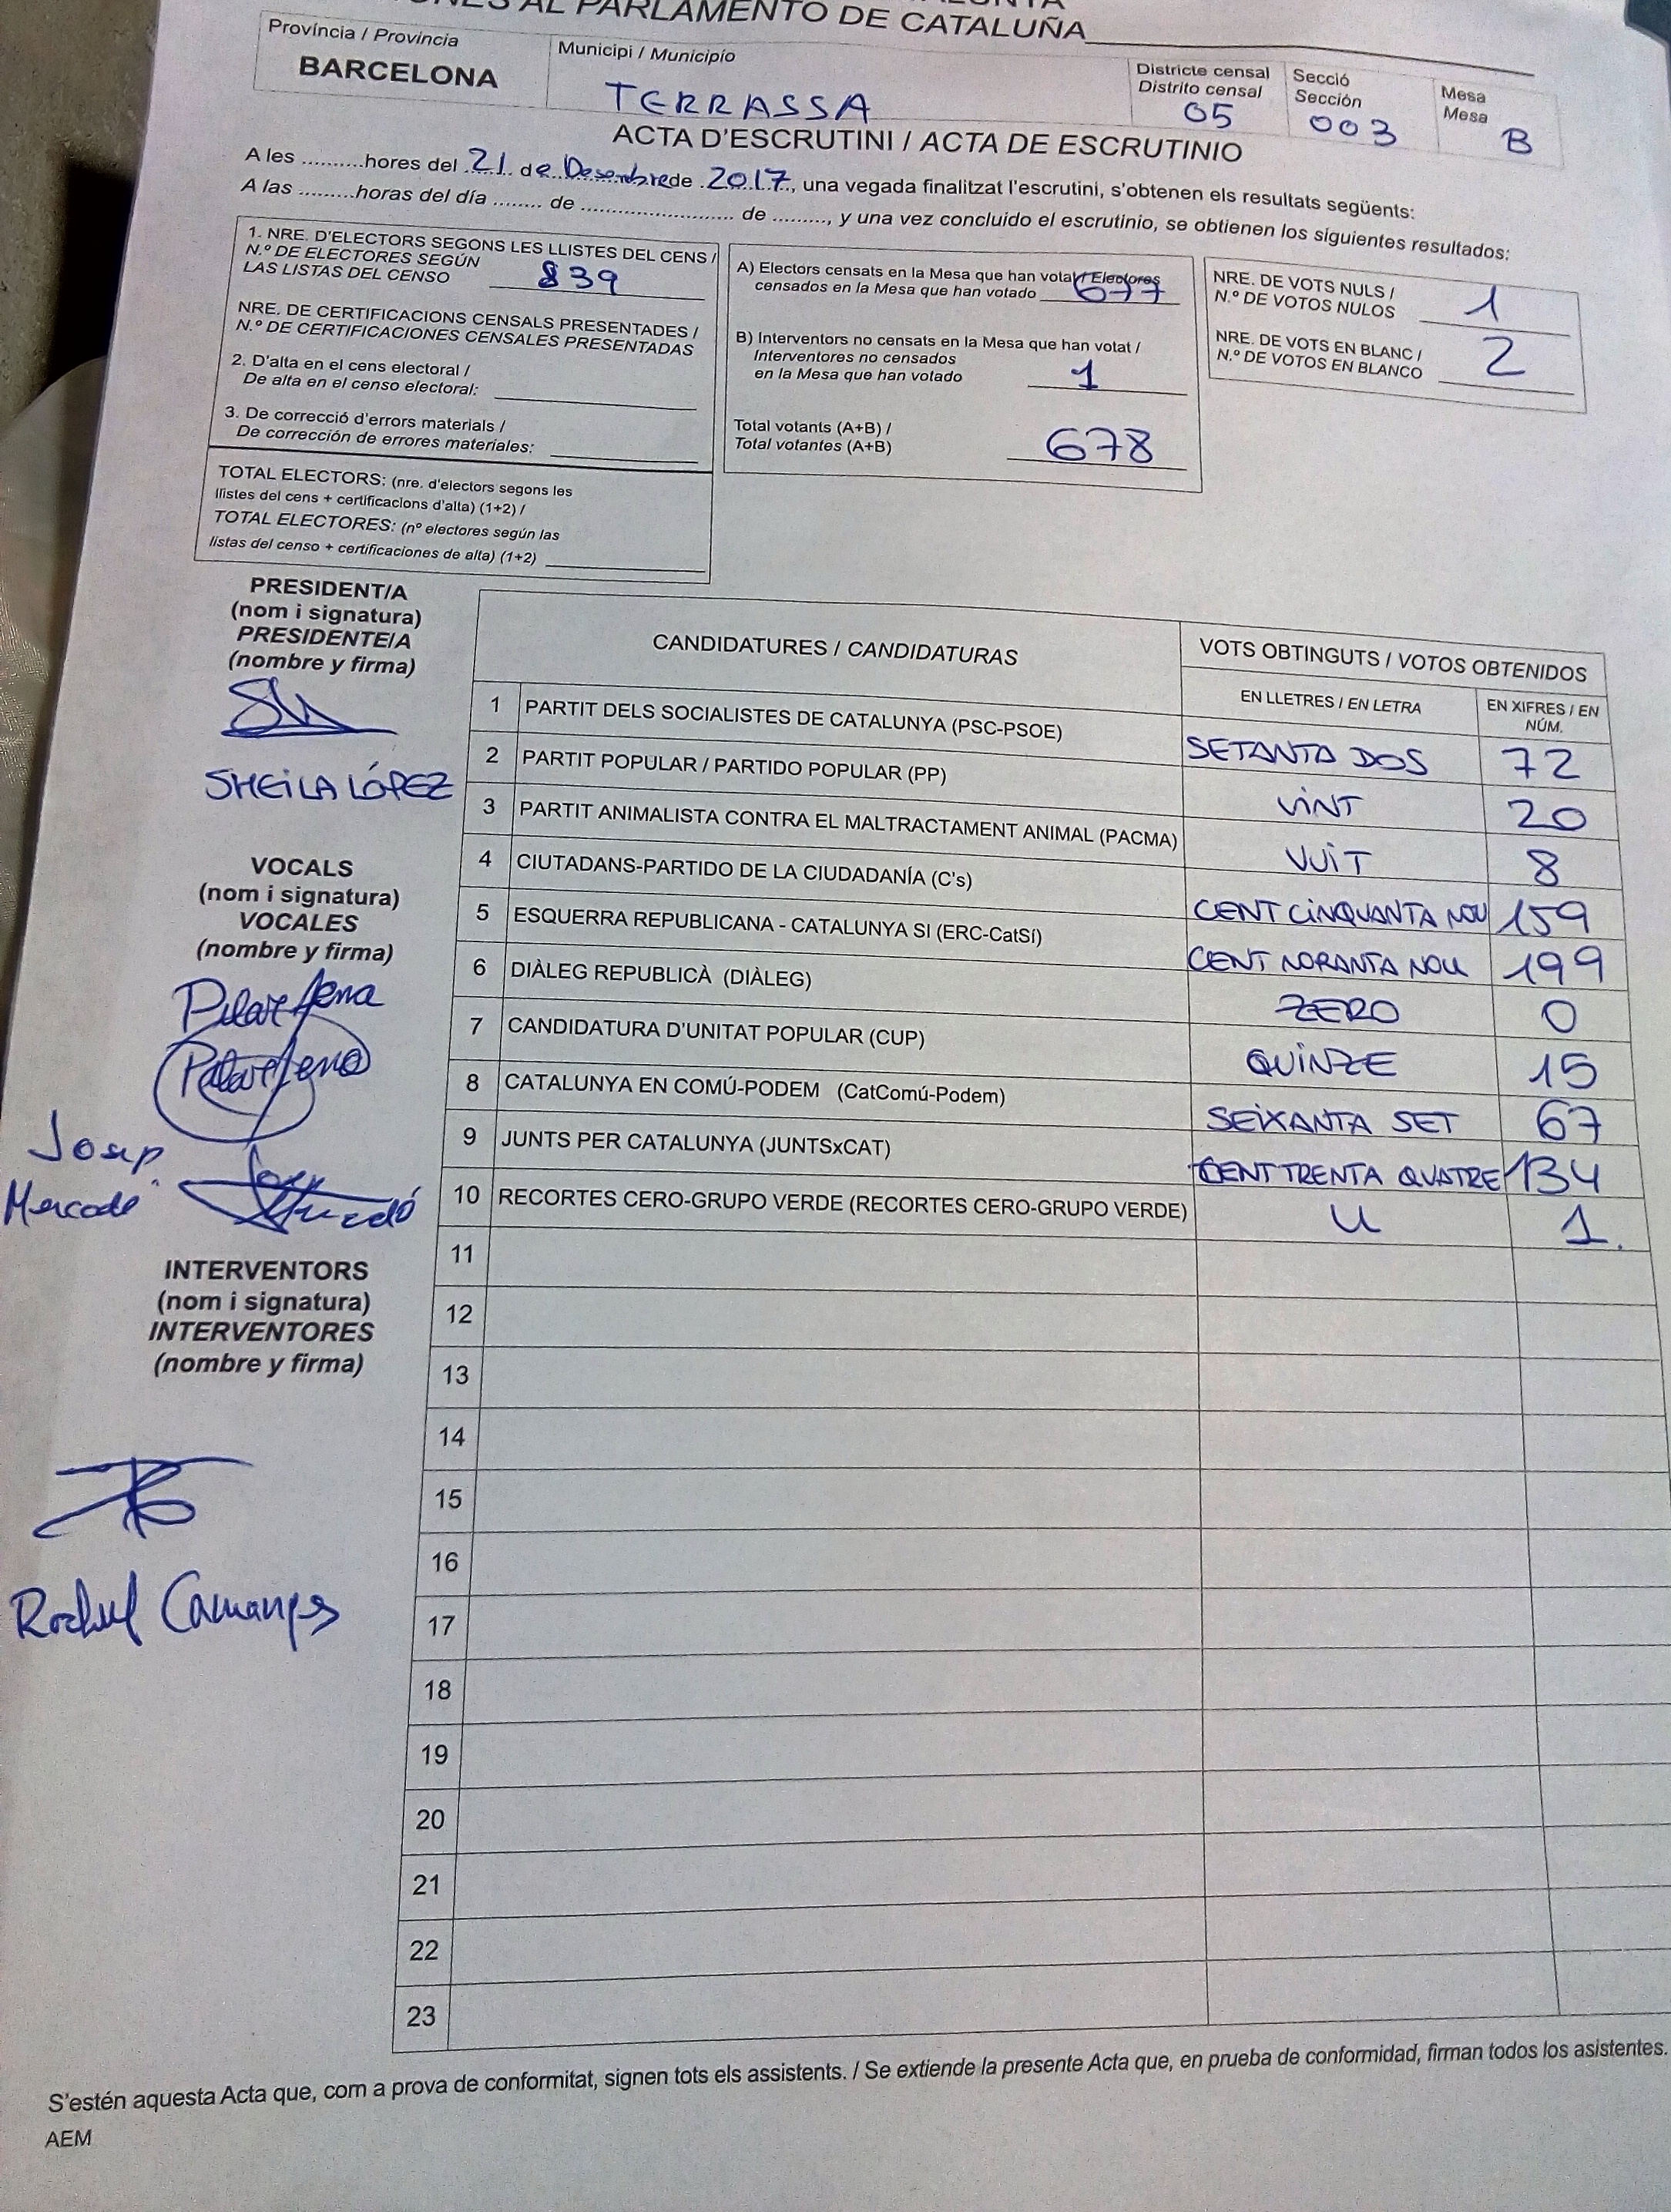 AL PARLAMENTO DE CATALUÑA
Província / Provincia
BARCELONA
Municipi / Municipio
TERRASSA
Districte censal
Distrito censal
05
Secció
Sección
003
Mesa
Mesa
B
ACTA D'ESCRUTINI / ACTA DE ESCRUTINIO
A les ..........hores del 21 de Desembre de 2017, una vegada finalitzat l'escrutini, s'obtenen els resultats següents:
A las ..........horas del día ........ de ......................... de ........., y una vez concluido el escrutinio, se obtienen los siguientes resultados:
1. NRE. D'ELECTORS SEGONS LES LLISTES DEL CENS /
N.º DE ELECTORES SEGÚN
LAS LISTAS DEL CENSO 839
NRE. DE CERTIFICACIONS CENSALS PRESENTADES /
N.º DE CERTIFICACIONES CENSALES PRESENTADAS
2. D'alta en el cens electoral /
De alta en el censo electoral:
3. De correcció d'errors materials /
De corrección de errores materiales:
TOTAL ELECTORS: (nre. d'electors segons les
llistes del cens + certificacions d'alta) (1+2) /
TOTAL ELECTORES: (nº electores según las
listas del censo + certificaciones de alta) (1+2)
A) Electors censats en la Mesa que han votat / Electores
censados en la Mesa que han votado 677
B) Interventors no censats en la Mesa que han votat /
Interventores no censados
en la Mesa que han votado 1
Total votants (A+B) /
Total votantes (A+B) 678
NRE. DE VOTS NULS /
N.º DE VOTOS NULOS 1
NRE. DE VOTS EN BLANC /
N.º DE VOTOS EN BLANCO 2
PRESIDENT/A
(nom i signatura)
PRESIDENTE/A
(nombre y firma)
SHEILA LÓPEZ
VOCALS
(nom i signatura)
VOCALES
(nombre y firma)
Josep
Mercadé
INTERVENTORS
(nom i signatura)
INTERVENTORES
(nombre y firma)
CANDIDATURES / CANDIDATURAS
VOTS OBTINGUTS / VOTOS OBTENIDOS
EN LLETRES / EN LETRA
EN XIFRES / EN
NÚM.
1 PARTIT DELS SOCIALISTES DE CATALUNYA (PSC-PSOE) SETANTA DOS 72
2 PARTIT POPULAR / PARTIDO POPULAR (PP) VINT 20
3 PARTIT ANIMALISTA CONTRA EL MALTRACTAMENT ANIMAL (PACMA) VUIT 8
4 CIUTADANS-PARTIDO DE LA CIUDADANÍA (C's) CENT CINQUANTA NOU 159
5 ESQUERRA REPUBLICANA - CATALUNYA SI (ERC-CatSí) CENT NORANTA NOU 199
6 DIÀLEG REPUBLICÀ (DIÀLEG) ZERO 0
7 CANDIDATURA D'UNITAT POPULAR (CUP) QUINZE 15
8 CATALUNYA EN COMÚ-PODEM (CatComú-Podem) SEIXANTA SET 67
9 JUNTS PER CATALUNYA (JUNTSxCAT) CENT TRENTA QUATRE 134
10 RECORTES CERO-GRUPO VERDE (RECORTES CERO-GRUPO VERDE) U 1.
11
12
13
14
15
16
17
18
19
20
21
22
23
S'estén aquesta Acta que, com a prova de conformitat, signen tots els assistents. / Se extiende la presente Acta que, en prueba de conformidad, firman todos los asistentes.
AEM